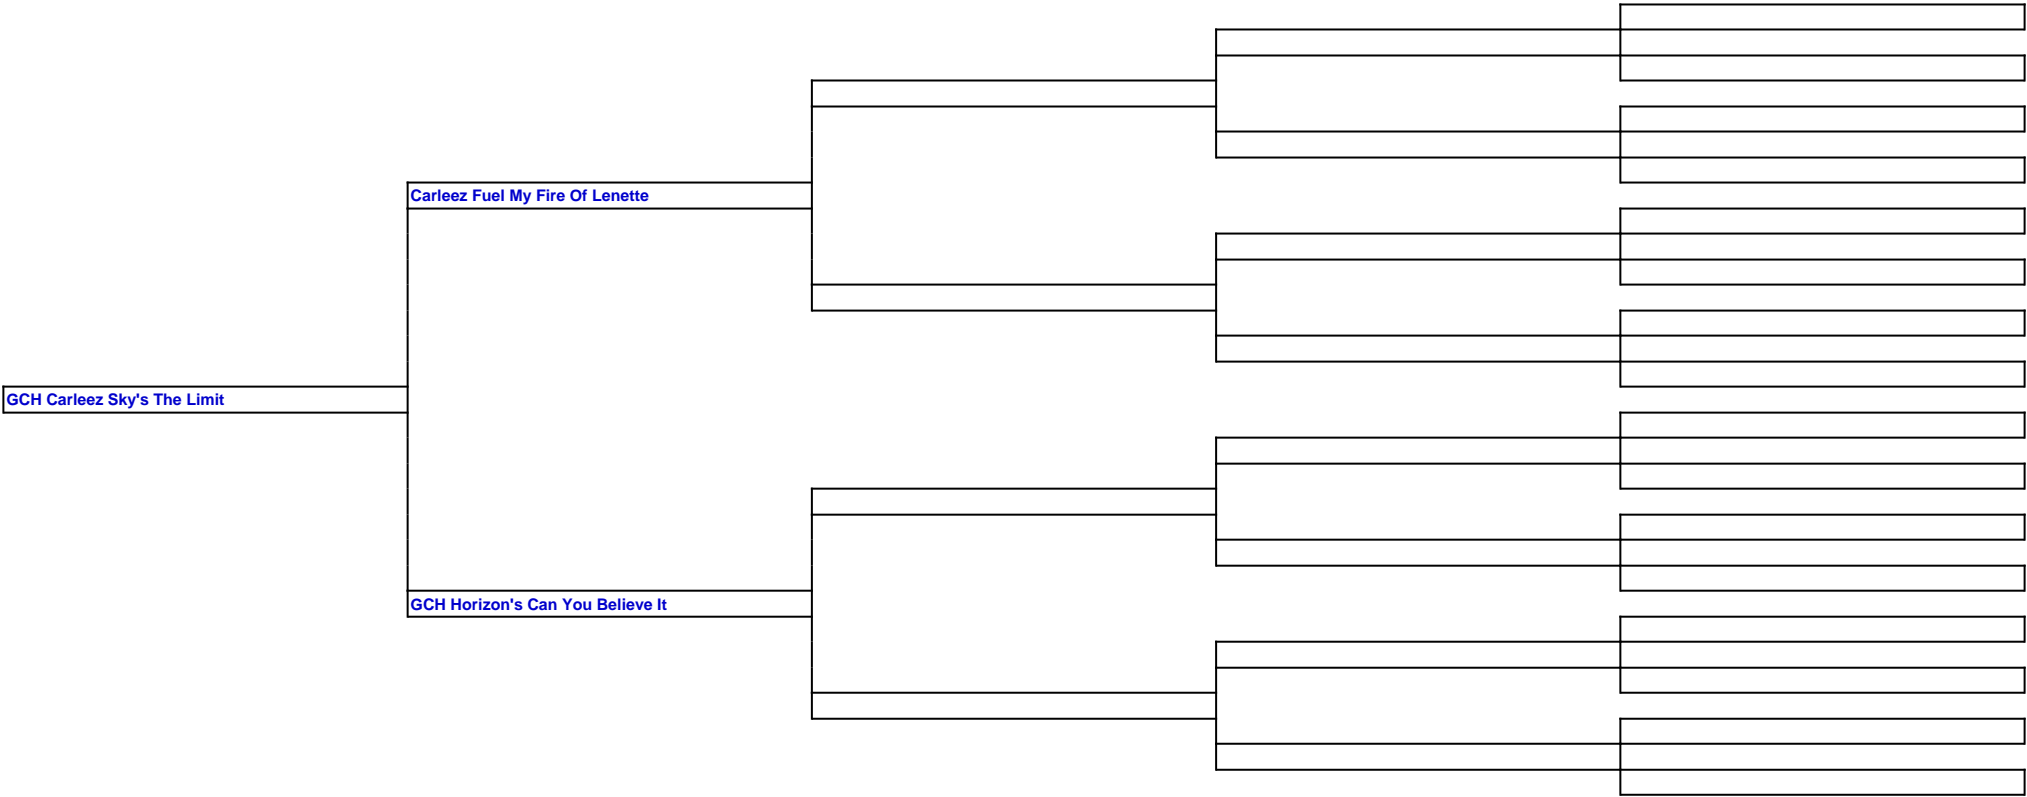 Carleez Fuel My Fire Of Lenette
GCH Carleez Sky's The Limit
GCH Horizon's Can You Believe It